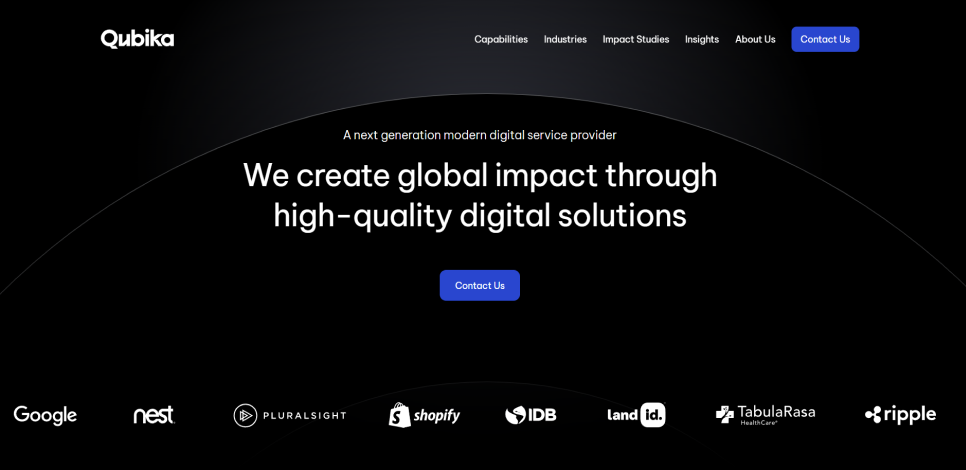 Qubika
Capabilities Industries Impact Studies Insights About Us Contact Us
A next generation modern digital service provider
We create global impact through
high-quality digital solutions
Contact Us
Google nest PLURALSIGHT shopify IDB land id. TabulaRasa HealthCare ripple